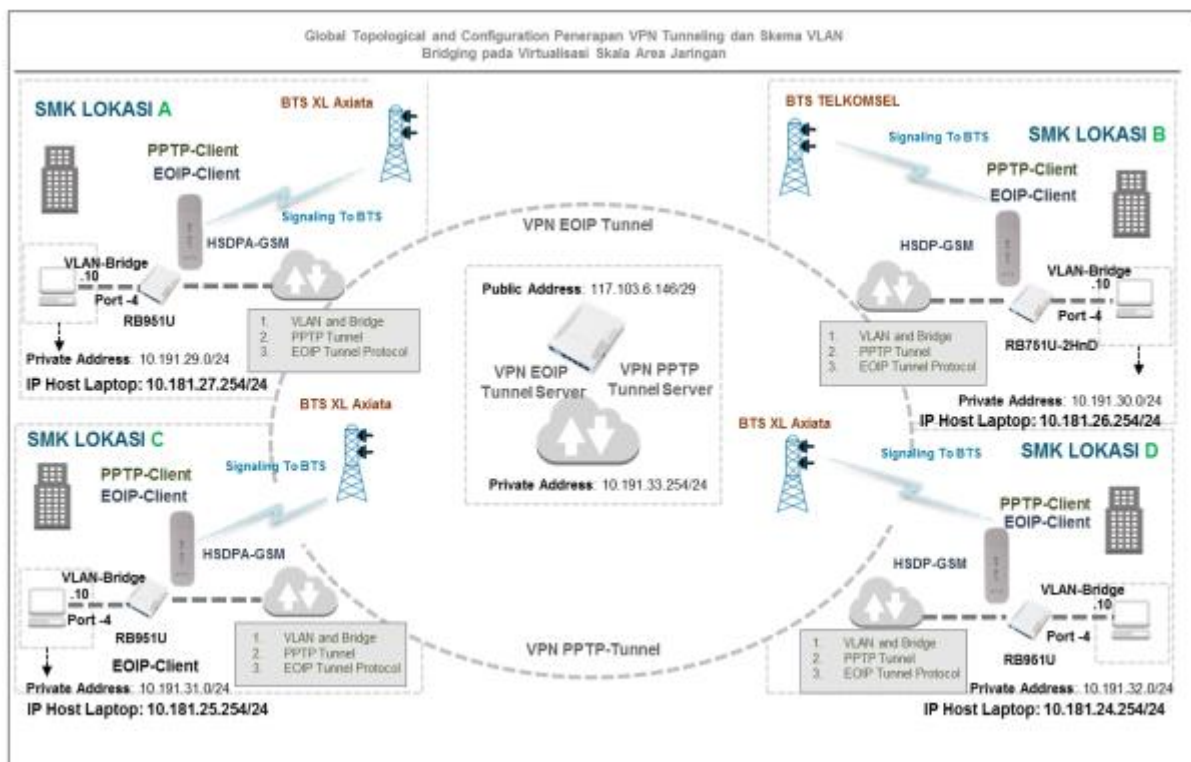 Global Topological and Configuration Penerapan VPN Tunneling dan Skema VLAN
Bridging pada Virtualisasi Skala Area Jaringan
SMK LOKASI A
BTS XL Axiata
PPTP-Client
EOIP-Client
Signaling To BTS
HSDPA-GSM
VLAN-Bridge
.10
Port -4
RB951U
1. VLAN and Bridge
2. PPTP Tunnel
3. EOIP Tunnel Protocol
Private Address: 10.191.29.0/24
IP Host Laptop: 10.181.27.254/24
BTS TELKOMSEL
Signaling To BTS
SMK LOKASI B
PPTP-Client
EOIP-Client
HSDP-GSM
VLAN-Bridge
.10
Port -4
RB751U-2HnD
1. VLAN and Bridge
2. PPTP Tunnel
3. EOIP Tunnel Protocol
Private Address: 10.191.30.0/24
IP Host Laptop: 10.181.26.254/24
VPN EOIP Tunnel
Public Address: 117.103.6.146/29
VPN EOIP
Tunnel Server
VPN PPTP
Tunnel Server
Private Address: 10.191.33.254/24
VPN PPTP-Tunnel
SMK LOKASI C
BTS XL Axiata
PPTP-Client
EOIP-Client
Signaling To BTS
HSDPA-GSM
VLAN-Bridge
.10
Port -4
RB951U
EOIP-Client
1. VLAN and Bridge
2. PPTP Tunnel
3. EOIP Tunnel Protocol
Private Address: 10.191.31.0/24
IP Host Laptop: 10.181.25.254/24
BTS XL Axiata
Signaling To BTS
SMK LOKASI D
PPTP-Client
EOIP-Client
HSDP-GSM
VLAN-Bridge
.10
Port -4
RB951U
1. VLAN and Bridge
2. PPTP Tunnel
3. EOIP Tunnel Protocol
Private Address: 10.191.32.0/24
IP Host Laptop: 10.181.24.254/24